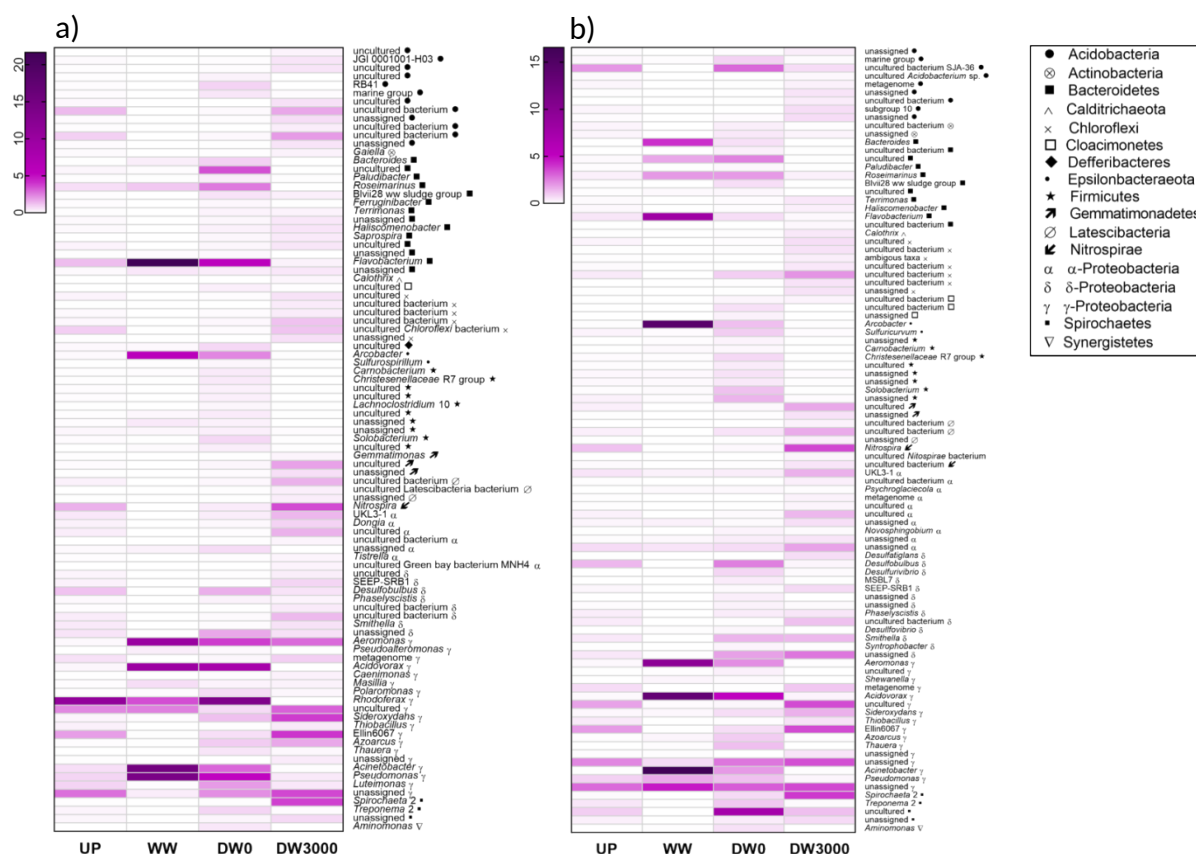 a)
20
15
10
5
0
uncultured ●
JGI 0001001-H03 ●
uncultured ●
uncultured ●
RB41 ●
marine group ●
uncultured ●
uncultured bacterium ●
unassigned ●
uncultured bacterium ●
uncultured bacterium ●
unassigned ●
Gaiella ⊗
Bacteroides ■
uncultured ■
Paludibacter ■
Roseimarinus ■
Blvii28 ww sludge group ■
Ferruginibacter ■
Terrimonas ■
unassigned ■
Haliscomenobacter ■
Saprospira ■
uncultured ■
unassigned ■
Flavobacterium ■
unassigned ■
Calothrix ^
uncultured □
uncultured ×
uncultured bacterium ×
uncultured bacterium ×
uncultured bacterium ×
uncultured Chloroflexi bacterium ×
unassigned ×
uncultured ◆
Arcobacter •
Sulfurospirillum •
Carnobacterium ★
Christesenellaceae R7 group ★
uncultured ★
uncultured ★
Lachnoclostridium 10 ★
uncultured ★
unassigned ★
unassigned ★
Solobacterium ★
uncultured ★
Gemmatimonas ↗
uncultured ↗
unassigned ↗
uncultured bacterium ∅
uncultured Latescibacteria bacterium ∅
unassigned ∅
Nitrospira ↙
UKL3-1 α
Dongia α
uncultured α
uncultured bacterium α
unassigned α
Tistrella α
uncultured Green bay bacterium MNH4 α
uncultured δ
SEEP-SRB1 δ
Desulfobulbus δ
Phaselyscistis δ
uncultured bacterium δ
uncultured bacterium δ
Smithella δ
unassigned δ
Aeromonas γ
Pseudoalteromonas γ
metagenome γ
Acidovorax γ
Caenimonas γ
Masillia γ
Polaromonas γ
Rhodoferax γ
uncultured γ
Sideroxydans γ
Thiobacillus γ
Ellin6067 γ
Azoarcus γ
Thauera γ
unassigned γ
Acinetobacter γ
Pseudomonas γ
Luteimonas γ
unassigned γ
Spirochaeta 2 ▪
Treponema 2 ▪
unassigned ▪
Aminomonas ∇
UP WW DW0 DW3000
b)
15
10
5
0
unassigned ●
marine group ●
uncultured bacterium SJA-36 ●
uncultured Acidobacterium sp. ●
metagenome ●
unassigned ●
uncultured bacterium ●
subgroup 10 ●
unassigned ●
uncultured bacterium ⊗
unassigned ⊗
Bacteroides ■
uncultured bacterium ■
uncultured ■
Paludibacter ■
Roseimarinus ■
Blvii28 ww sludge group ■
uncultured ■
Terrimonas ■
Haliscomenobacter ■
Flavobacterium ■
uncultured bacterium ■
Calothrix ^
uncultured ×
uncultured bacterium ×
ambigous taxa ×
uncultured bacterium ×
uncultured ×
uncultured bacterium ×
unassigned ×
uncultured bacterium □
uncultured bacterium □
unassigned □
Arcobacter •
Sulfuricurvum •
unassigned ★
Carnobacterium ★
Christesenellaceae R7 group ★
uncultured ★
unassigned ★
unassigned ★
Solobacterium ★
unassigned ★
uncultured ↗
unassigned ↗
uncultured bacterium ∅
uncultured bacterium ∅
unassigned ∅
Nitrospira ↙
uncultured Nitospirae bacterium
uncultured bacterium ↙
UKL3-1 α
uncultured bacterium α
Psychroglaciecola α
metagenome α
uncultured α
uncultured α
unassigned α
Novosphingobium α
unassigned α
unassigned α
Desulfatiglans δ
Desulfobulbus δ
Desulfurivibrio δ
MSBL7 δ
SEEP-SRB1 δ
unassigned δ
unassigned δ
Phaselyscistis δ
uncultured bacterium δ
Desulfovibrio δ
Smithella δ
Syntrophobacter δ
unassigned δ
Aeromonas γ
uncultured γ
Shewanella γ
metagenome γ
Acidovorax γ
uncultured γ
Sideroxydans γ
Thiobacillus γ
Ellin6067 γ
Azoarcus γ
Thauera γ
unassigned γ
unassigned γ
Acinetobacter γ
Pseudomonas γ
unassigned γ
Spirochaeta 2 ▪
Treponema 2 ▪
uncultured ▪
unassigned ▪
Aminomonas ∇
UP WW DW0 DW3000
● Acidobacteria
⊗ Actinobacteria
■ Bacteroidetes
^ Calditrichaeota
× Chloroflexi
□ Cloacimonetes
◆ Defferibacteres
• Epsilonbacteraeota
★ Firmicutes
↗ Gemmatimonadetes
∅ Latescibacteria
↙ Nitrospirae
α α-Proteobacteria
δ δ-Proteobacteria
γ γ-Proteobacteria
▪ Spirochaetes
∇ Synergistetes